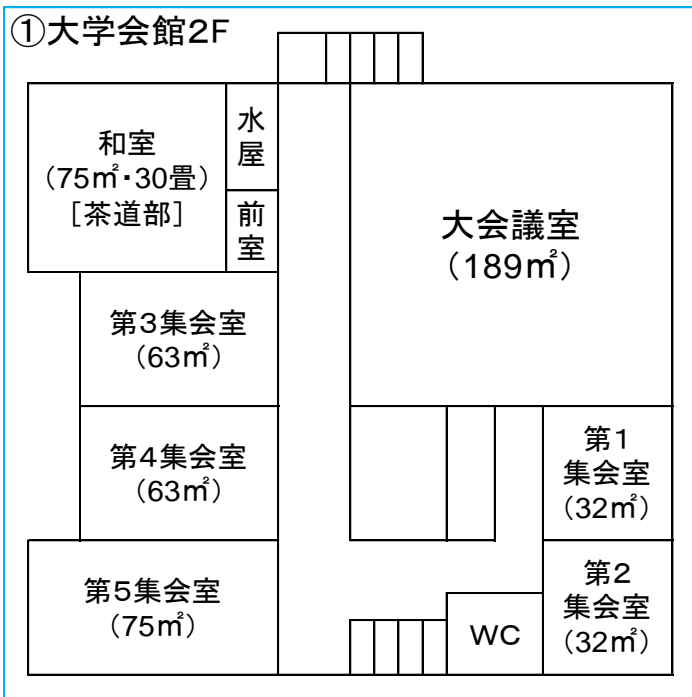 ①大学会館2F
和室
（75㎡・30畳）
［茶道部］
水
屋
前
室
大会議室
（189㎡）
第3集会室
（63㎡）
第4集会室
（63㎡）
第1
集会室
（32㎡）
第5集会室
（75㎡）
WC
第2
集会室
（32㎡）